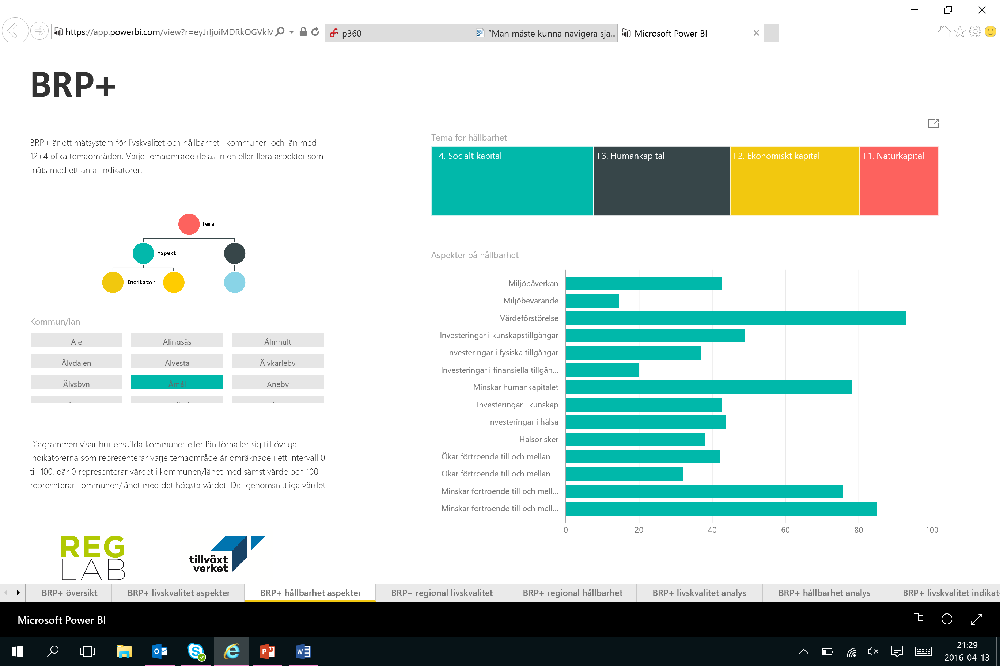 https://app.powerbi.com/view?r=eyJrIjoiMDRkOGVkM
p360
"Man måste kunna navigera sjä...
Microsoft Power BI
BRP+
BRP+ är ett mätsystem för livskvalitet och hållbarhet i kommuner och län med
12+4 olika temaområden. Varje temaområde delas in en eller flera aspekter som
mäts med ett antal indikatorer.
Tema
Aspekt
Indikator
Kommun/län
Ale
Alingsås
Älmhult
Älvdalen
Alvesta
Älvkarleby
Älvsbyn
Åmål
Aneby
Diagrammen visar hur enskilda kommuner eller län förhåller sig till övriga.
Indikatorerna som representerar varje temaområde är omräknade i ett intervall 0
till 100, där 0 representerar värdet i kommunen/länet med sämst värde och 100
represnterar kommunen/länet med det högsta värdet. Det genomsnittliga värdet
REG
LAB
tillväxt
verket
Tema för hållbarhet
F4. Socialt kapital
F3. Humankapital
F2. Ekonomiskt kapital
F1. Naturkapital
Aspekter på hållbarhet
Miljöpåverkan
Miljöbevarande
Värdeförstörelse
Investeringar i kunskapstillgångar
Investeringar i fysiska tillgångar
Investeringar i finansiella tillgån...
Minskar humankapitalet
Investeringar i kunskap
Investeringar i hälsa
Hälsorisker
Ökar förtroende till och mellan ...
Ökar förtroende till och mellan ...
Minskar förtroende till och mell...
Minskar förtroende till och mell...
0 20 40 60 80 100
BRP+ översikt
BRP+ livskvalitet aspekter
BRP+ hållbarhet aspekter
BRP+ regional livskvalitet
BRP+ regional hållbarhet
BRP+ livskvalitet analys
BRP+ hållbarhet analys
BRP+ livskvalitet indikat
Microsoft Power BI
21:29
2016-04-13